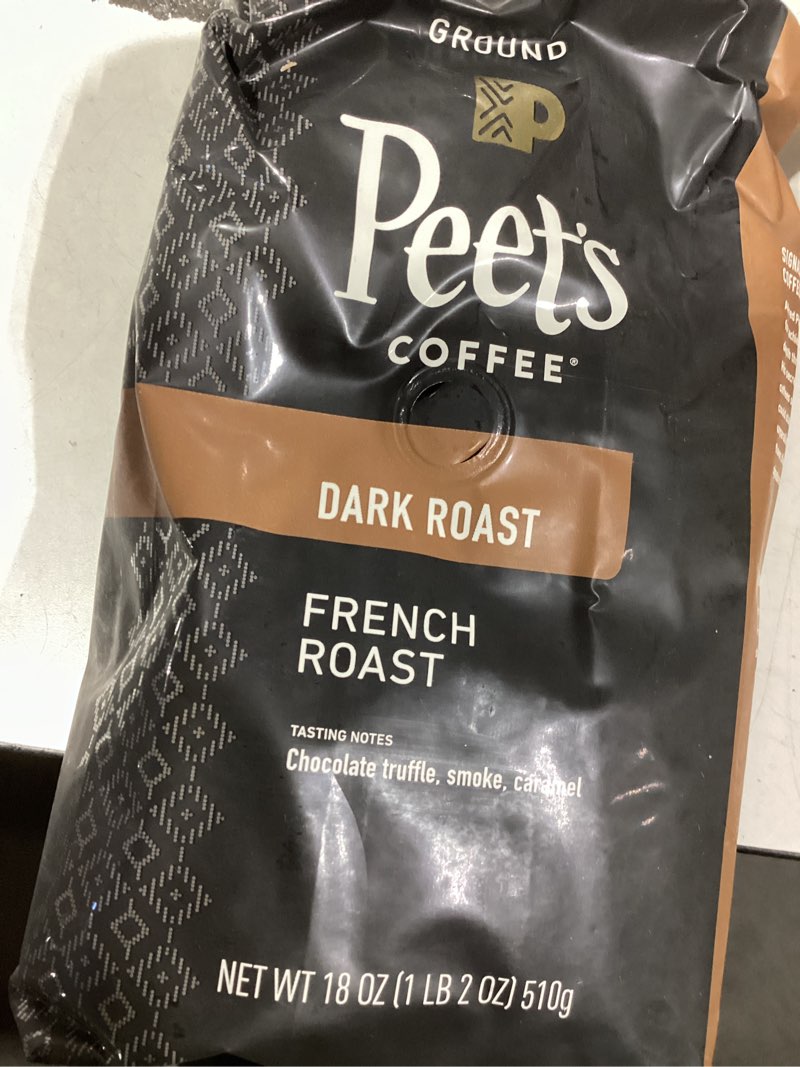 GROUND
P
Peet's
COFFEE®
DARK ROAST
FRENCH
ROAST
TASTING NOTES
Chocolate truffle, smoke, caramel
NET WT 18 OZ (1 LB 2 OZ) 510g